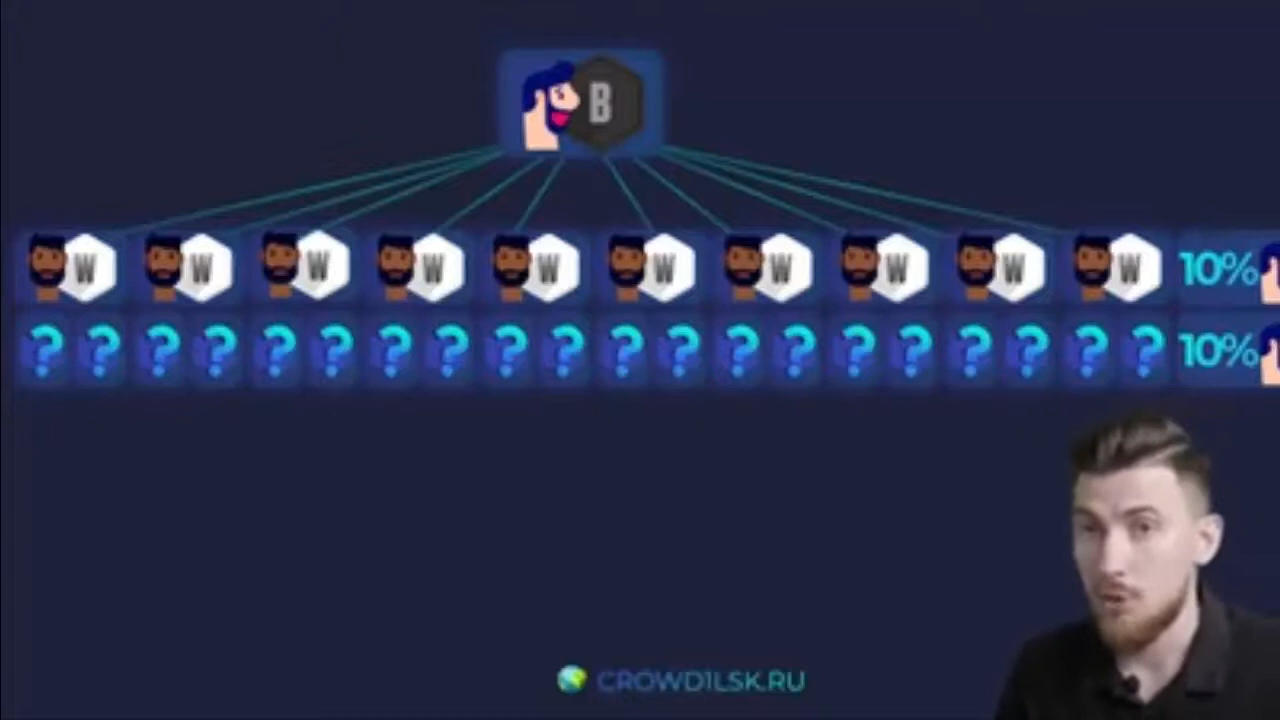 B
W W W W W W W W W W 10%
? ? ? ? ? ? ? ? ? ? ? ? ? ? ? ? ? ? ? ? 10%
CROWD1LSK.RU